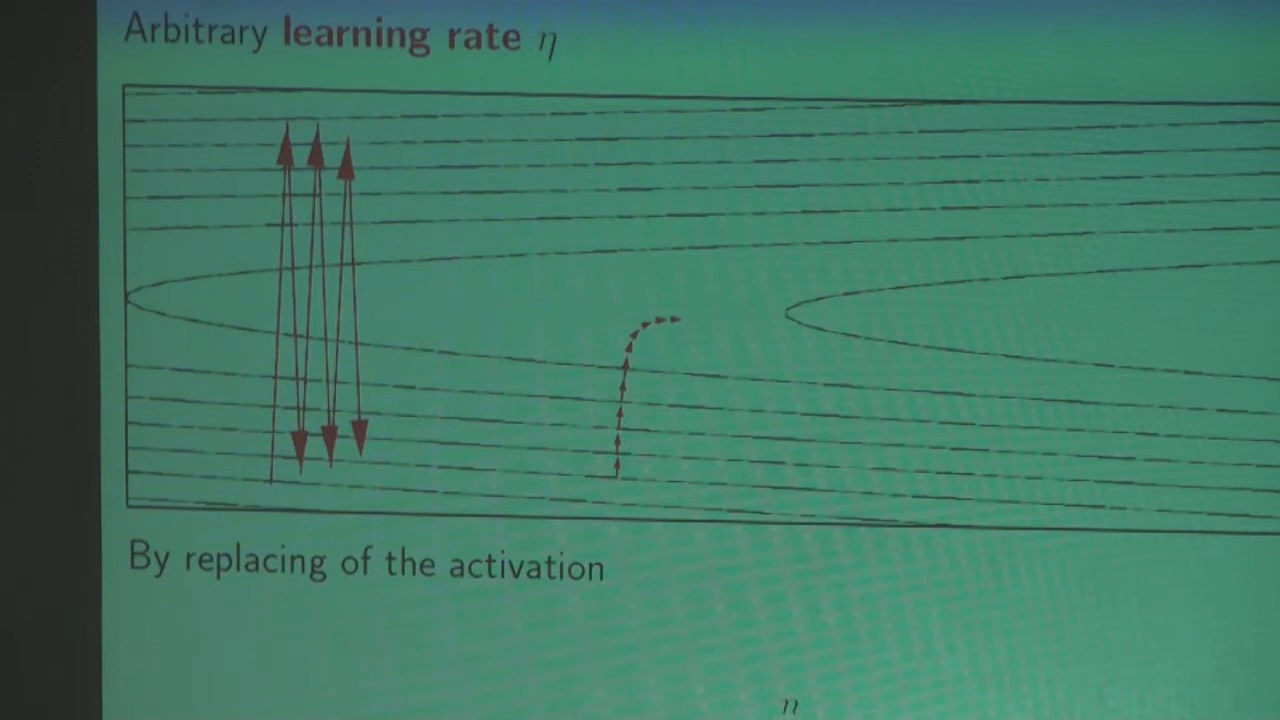 Arbitrary learning rate η
By replacing of the activation
n